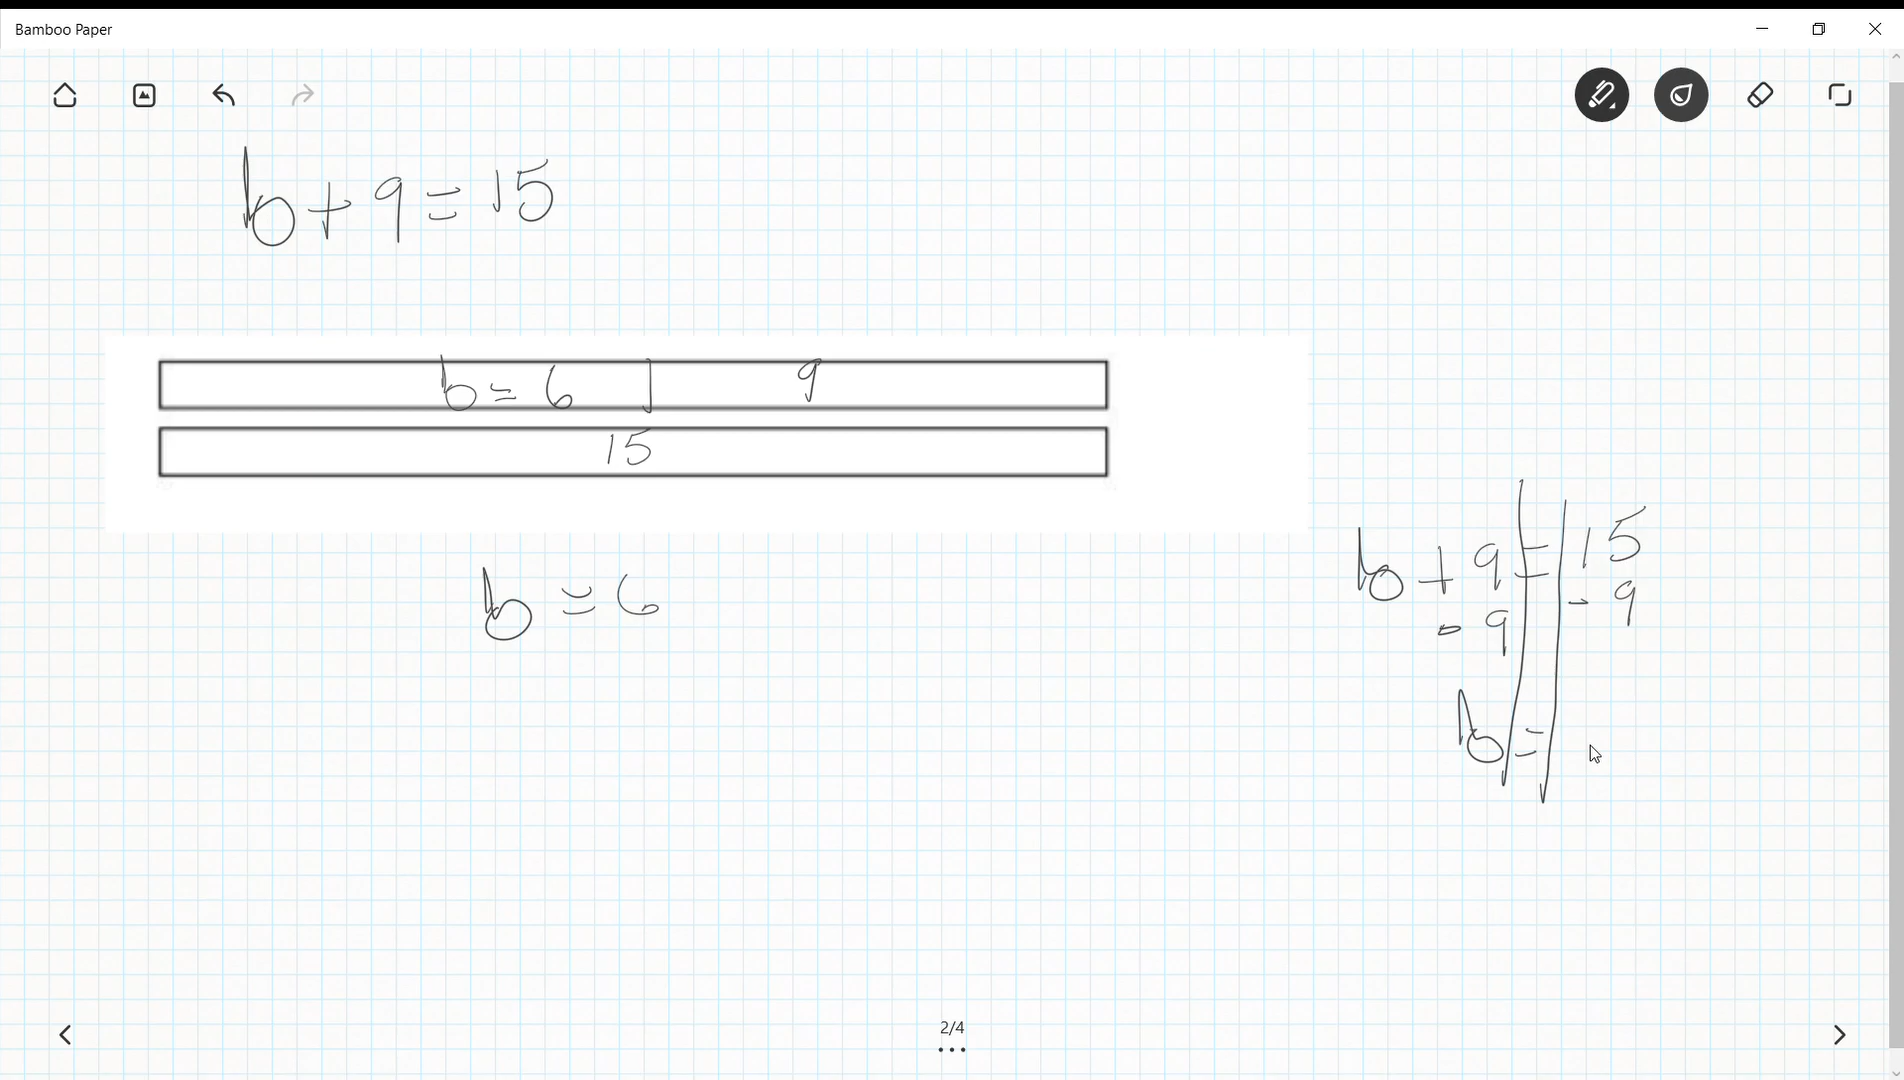 Bamboo Paper
b + 9 = 15
b = 6 9
15
b = 6
b + 9 = 15
- 9 - 9
b =
2/4